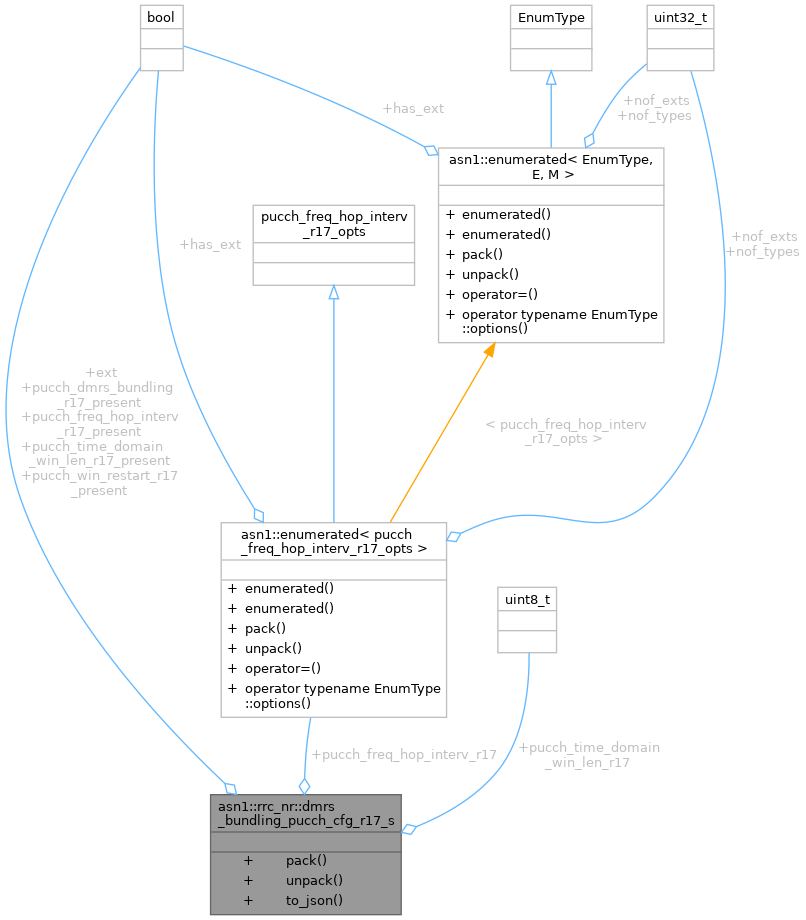 bool
EnumType
uint32_t
+has_ext
+nof_exts
+nof_types
asn1::enumerated< EnumType,
E, M >
+ enumerated()
+ enumerated()
+ pack()
+ unpack()
+ operator=()
+ operator typename EnumType
::options()
pucch_freq_hop_interv
_r17_opts
+has_ext
+nof_exts
+nof_types
+ext
+pucch_dmrs_bundling
_r17_present
+pucch_freq_hop_interv
_r17_present
+pucch_time_domain
_win_len_r17_present
+pucch_win_restart_r17
_present
< pucch_freq_hop_interv
_r17_opts >
asn1::enumerated< pucch
_freq_hop_interv_r17_opts >
+ enumerated()
+ enumerated()
+ pack()
+ unpack()
+ operator=()
+ operator typename EnumType
::options()
uint8_t
+pucch_freq_hop_interv_r17
+pucch_time_domain
_win_len_r17
asn1::rrc_nr::dmrs
_bundling_pucch_cfg_r17_s
+ pack()
+ unpack()
+ to_json()